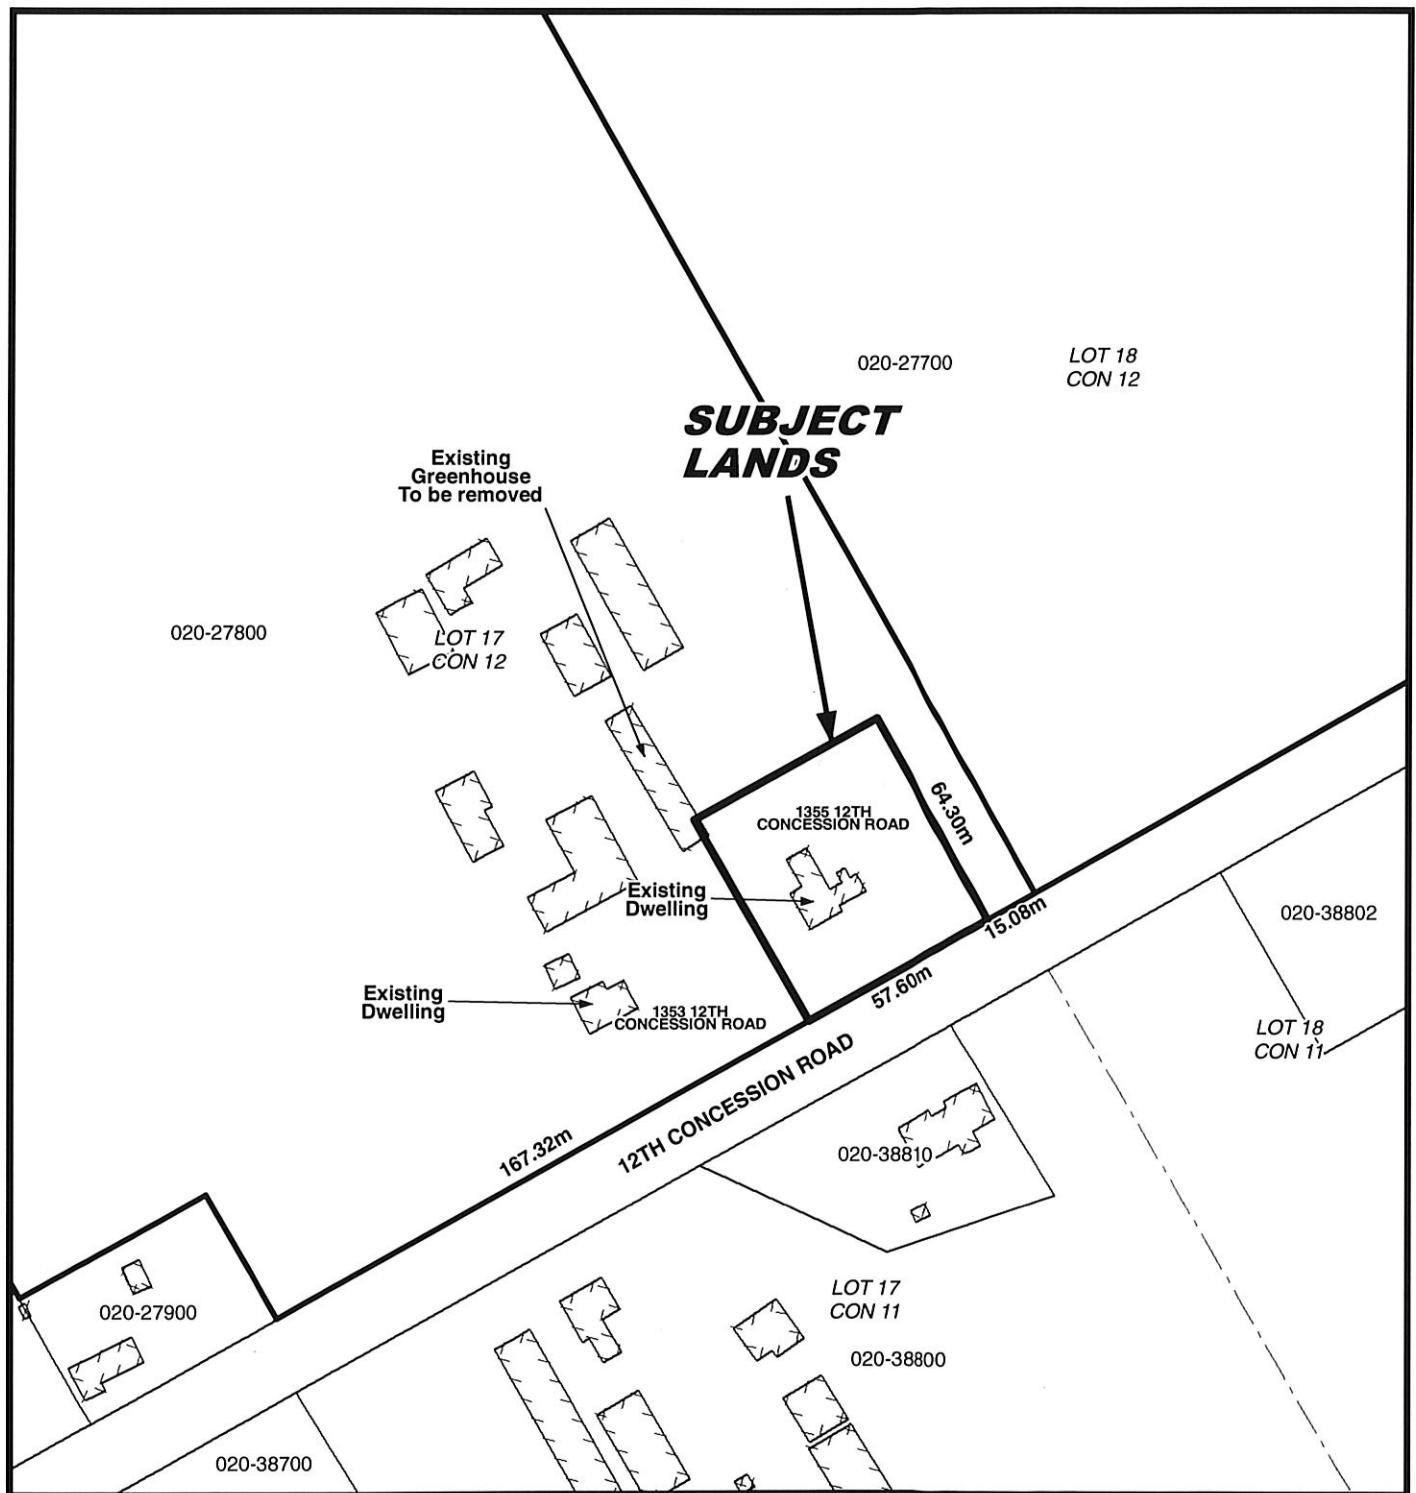 020-27700
LOT 18
CON 12
SUBJECT
LANDS
Existing
Greenhouse
To be removed
020-27800
LOT 17
CON 12
64.30m
1355 12TH
CONCESSION ROAD
Existing
Dwelling
15.08m
020-38802
57.60m
Existing
Dwelling
1353 12TH
CONCESSION ROAD
LOT 18
CON 11
12TH CONCESSION ROAD
167.32m
020-38810
020-27900
LOT 17
CON 11
020-38800
020-38700